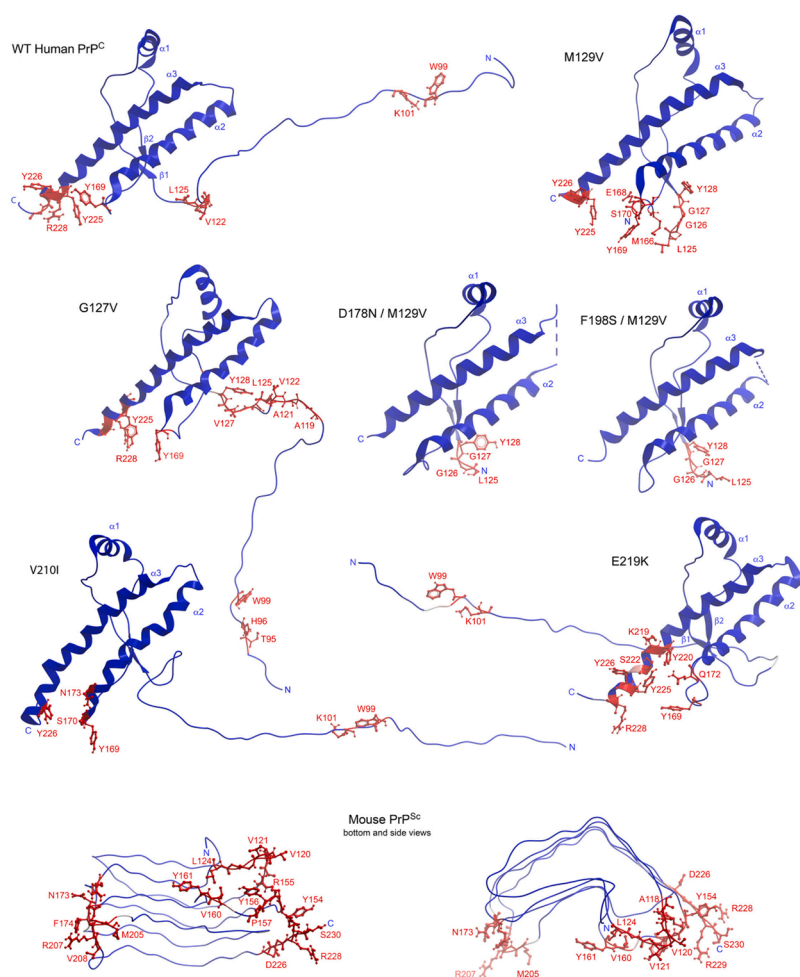 WT Human PrPC
α1
α3
α2
β2
β1
N
W99
K101
Y226
Y169
L125
V122
Y225
R228
C
M129V
α1
α3
α2
Y226
C
Y225
E168
S170
N
Y169
M166
Y128
G127
G126
L125
G127V
Y225
R228
C
Y169
Y128
L125
V122
V127
A121
A119
W99
H96
T95
N
D178N / M129V
α1
α3
α2
C
Y128
G127
G126
N
L125
F198S / M129V
α1
α3
α2
C
Y128
G127
G126
N
L125
V210I
α1
α3
α2
N173
S170
C
Y226
Y169
K101
W99
N
E219K
N
W99
K101
α1
α3
α2
β2
β1
K219
S222
Y220
Y226
Q172
Y225
C
Y169
R228
Mouse PrPSc
bottom and side views
N
V121
L124
V120
Y161
R155
N173
Y156
Y154
V160
F174
P157
C
M205
S230
R207
V208
D226
R228
D226
A118
Y154
R228
L124
N
N173
C
S230
Y161
V160
V120
R207
M205
V121
R229